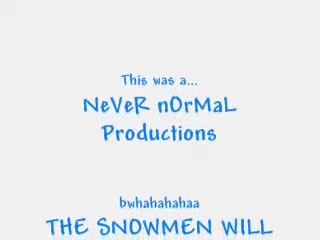 This was a...
NeVeR nOrMaL
Productions
bwhahahahaa
THE SNOWMEN WILL